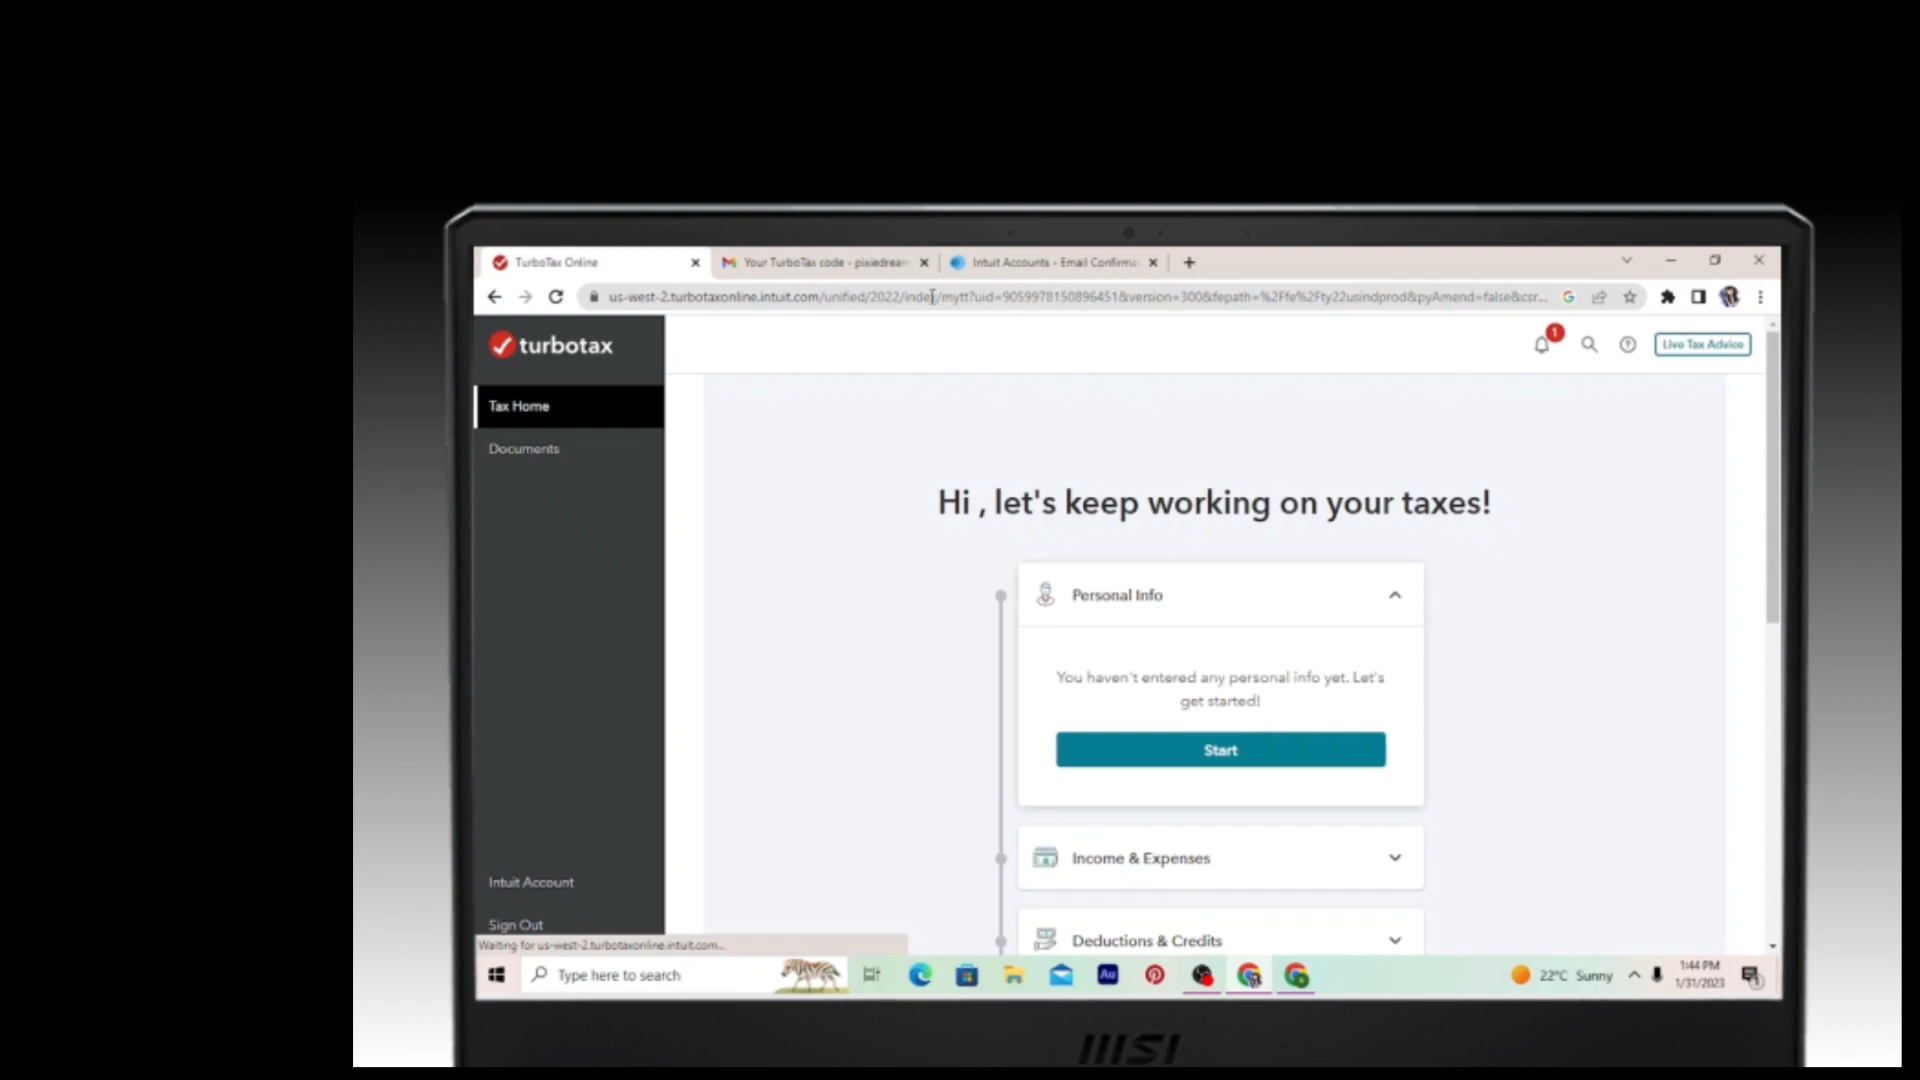 TurboTax Online
Your TurboTax code - pixiedream
Intuit Accounts - Email Confirma
us-west-2.turbotaxonline.intuit.com/unified/2022/index/mytt?uid=9059978150896451&version=300&fepath=%2Ffe%2Fty22usindprod&pyAmend=false&csr...
turbotax
1
Live Tax Advice
Tax Home
Documents
Hi , let's keep working on your taxes!
Personal Info
You haven't entered any personal info yet. Let's
get started!
Start
Income & Expenses
Intuit Account
Sign Out
Deductions & Credits
Waiting for us-west-2.turbotaxonline.intuit.com...
Type here to search
Au
22°C Sunny
1:44 PM
1/31/2023
1
msi